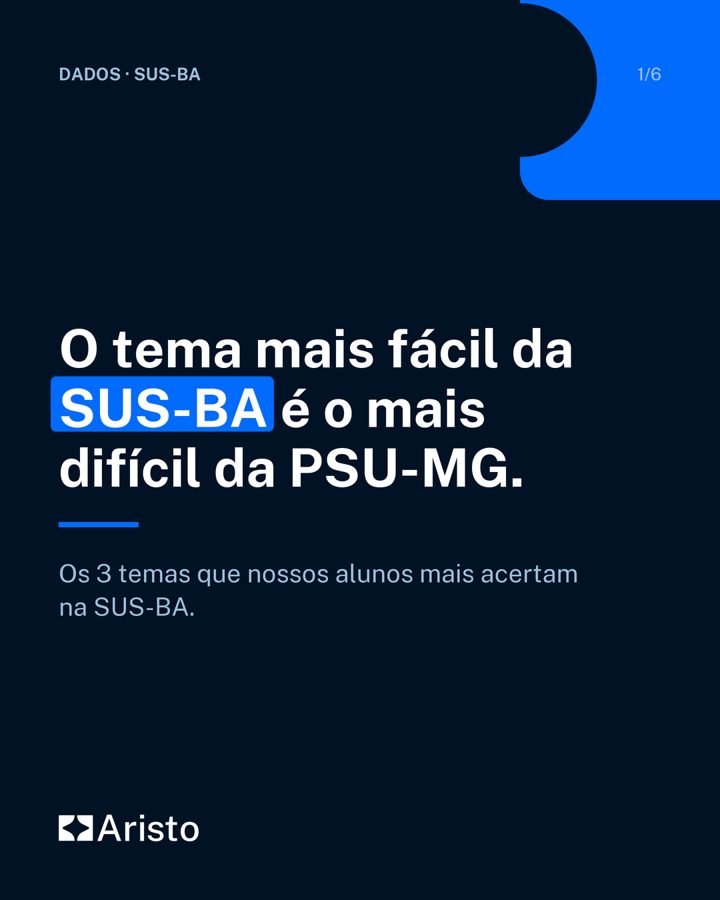 DADOS · SUS-BA
1/6
O tema mais fácil da
SUS-BA é o mais
difícil da PSU-MG.
Os 3 temas que nossos alunos mais acertam
na SUS-BA.
Aristo